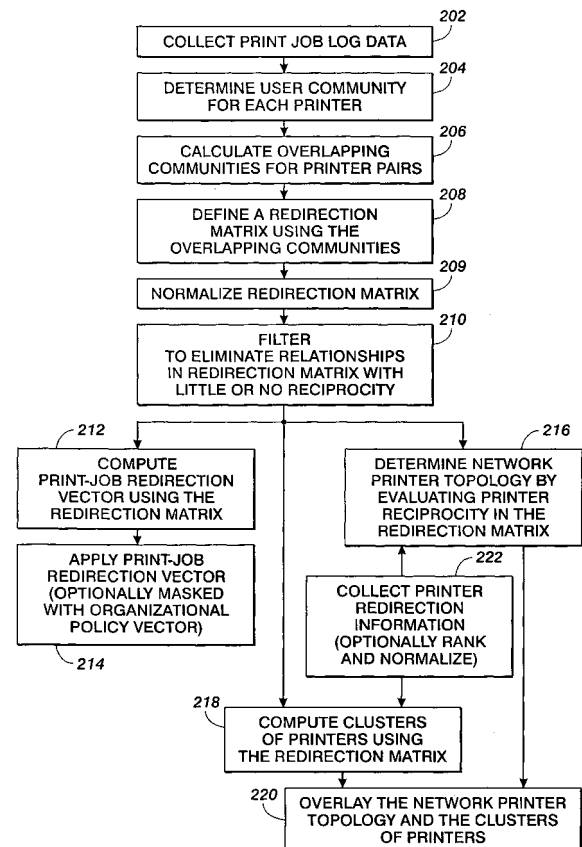 202
COLLECT PRINT JOB LOG DATA
204
DETERMINE USER COMMUNITY
FOR EACH PRINTER
206
CALCULATE OVERLAPPING
COMMUNITIES FOR PRINTER PAIRS
208
DEFINE A REDIRECTION
MATRIX USING THE
OVERLAPPING COMMUNITIES
209
NORMALIZE REDIRECTION MATRIX
210
FILTER
TO ELIMINATE RELATIONSHIPS
IN REDIRECTION MATRIX WITH
LITTLE OR NO RECIPROCITY
212
COMPUTE
PRINT-JOB REDIRECTION
VECTOR USING THE
REDIRECTION MATRIX
216
DETERMINE NETWORK
PRINTER TOPOLOGY BY
EVALUATING PRINTER
RECIPROCITY IN THE
REDIRECTION MATRIX
APPLY PRINT-JOB
REDIRECTION VECTOR
(OPTIONALLY MASKED
WITH ORGANIZATIONAL
POLICY VECTOR)
214
222
COLLECT PRINTER
REDIRECTION
INFORMATION
(OPTIONALLY RANK
AND NORMALIZE)
218
COMPUTE CLUSTERS
OF PRINTERS USING
THE REDIRECTION MATRIX
220
OVERLAY THE NETWORK PRINTER
TOPOLOGY AND THE CLUSTERS
OF PRINTERS